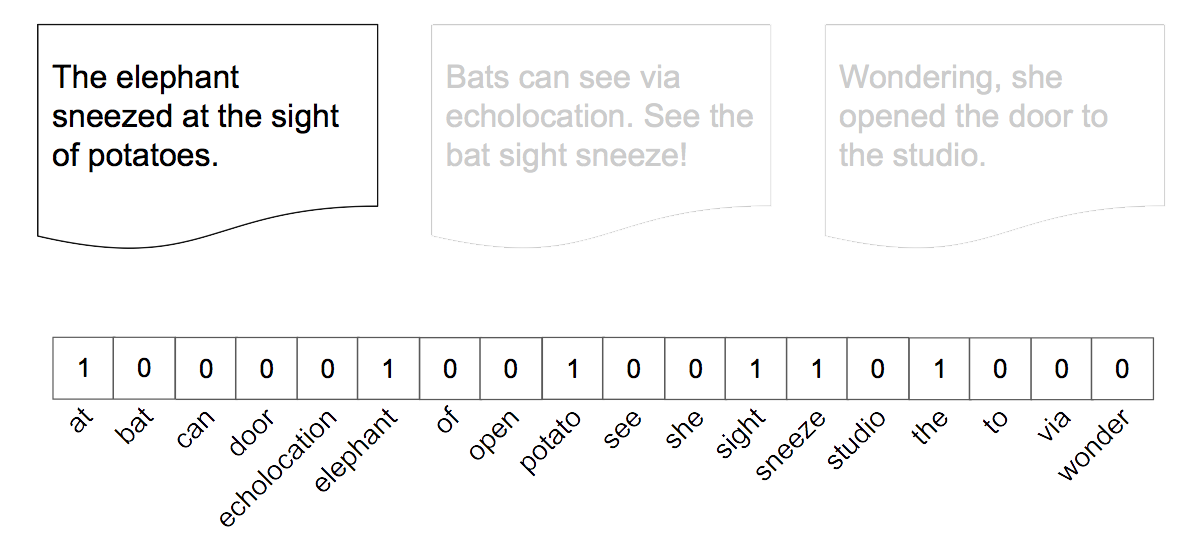 The elephant
sneezed at the sight
of potatoes.
Bats can see via
echolocation. See the
bat sight sneeze!
Wondering, she
opened the door to
the studio.
1 0 0 0 0 1 0 0 1 0 0 1 1 0 1 0 0 0
at bat can door echolocation elephant of open potato see she sight sneeze studio the to via wonder